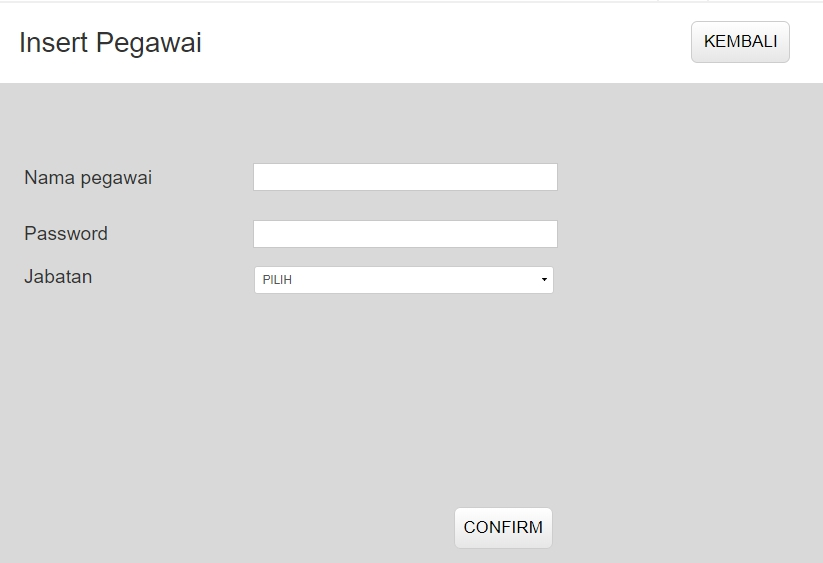 Insert Pegawai
KEMBALI
Nama pegawai
Password
Jabatan
PILIH
CONFIRM